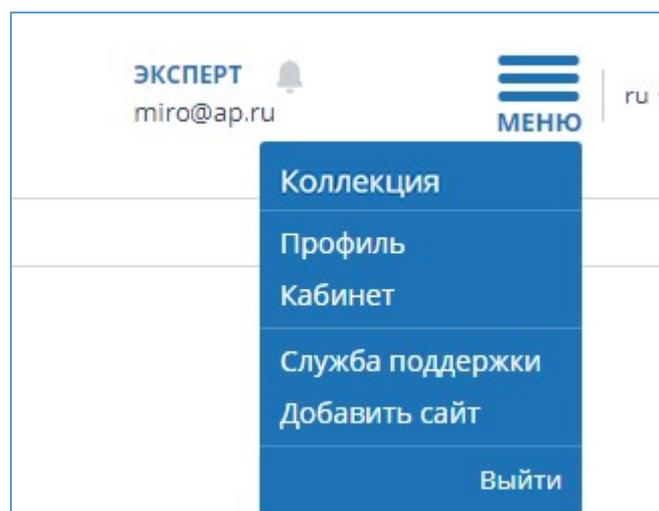 ЭКСПЕРТ
miro@ap.ru
МЕНЮ
ru
Коллекция
Профиль
Кабинет
Служба поддержки
Добавить сайт
Выйти